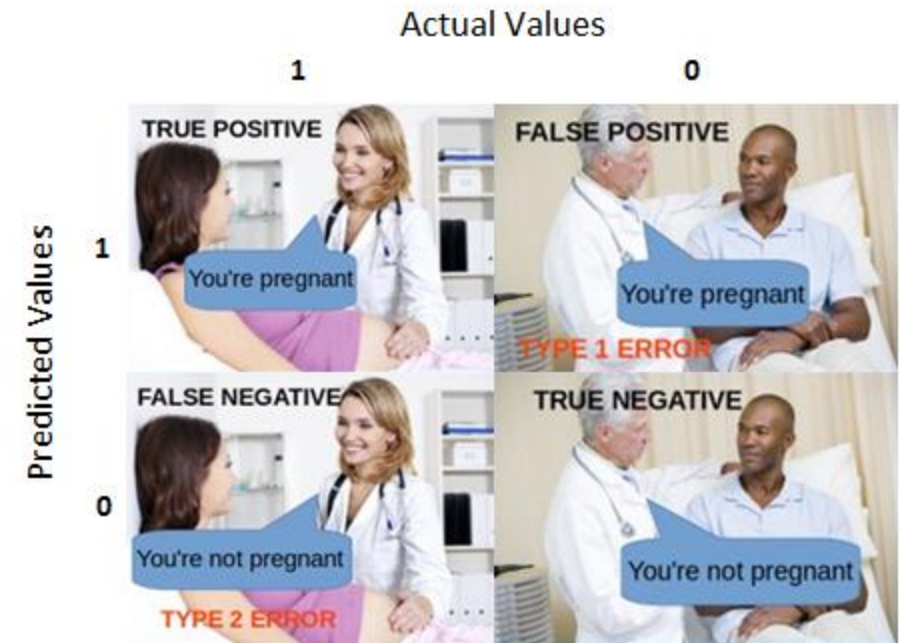 Actual Values
1 0
Predicted Values
1
TRUE POSITIVE
You're pregnant
FALSE POSITIVE
You're pregnant
TYPE 1 ERROR
0
FALSE NEGATIVE
You're not pregnant
TYPE 2 ERROR
TRUE NEGATIVE
You're not pregnant